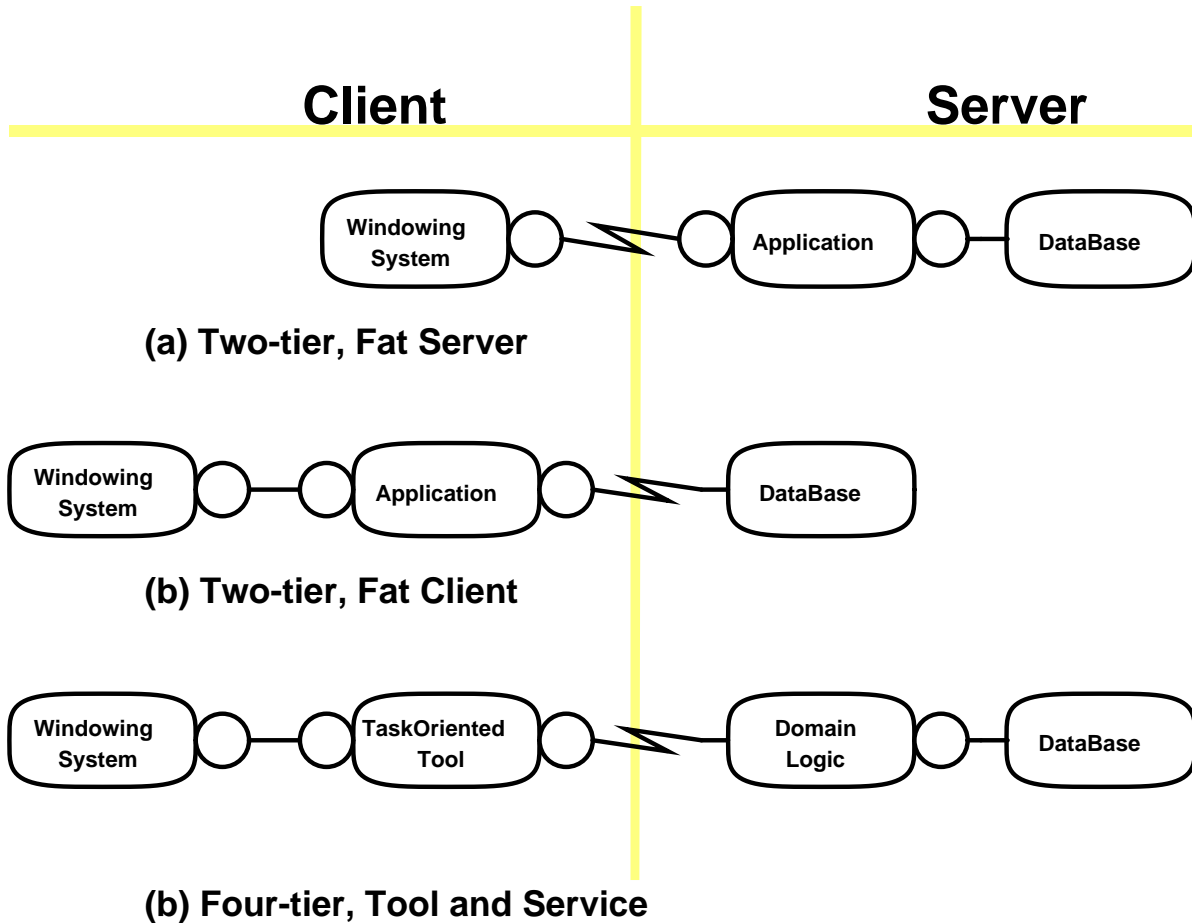 Client
Server
Windowing
System
Application
DataBase
(a) Two-tier, Fat Server
Windowing
System
Application
DataBase
(b) Two-tier, Fat Client
Windowing
System
TaskOriented
Tool
Domain
Logic
DataBase
(b) Four-tier, Tool and Service